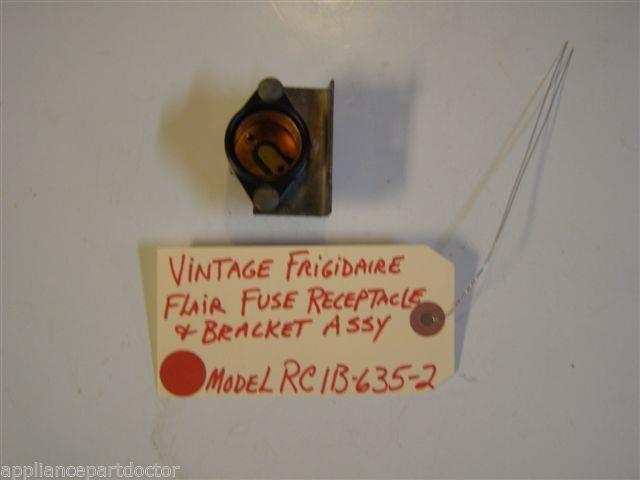 VINTAGE FRIGIDAIRE
FLAIR FUSE RECEPTACLE
& BRACKET ASSY
MODEL RC1B-635-2
appliancepartdoctor